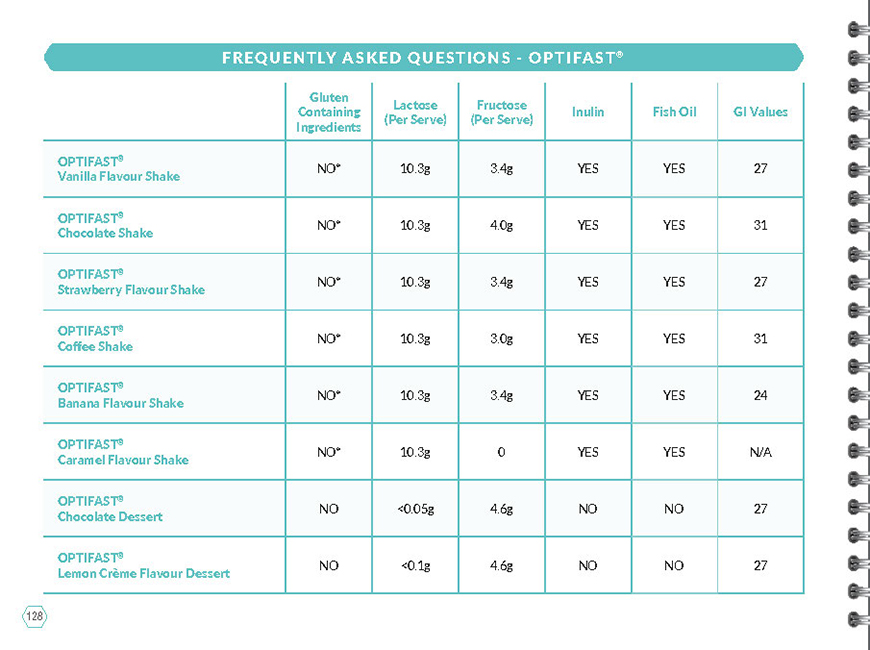 FREQUENTLY ASKED QUESTIONS - OPTIFAST®
Gluten
Containing
Ingredients
Lactose
(Per Serve)
Fructose
(Per Serve)
Inulin
Fish Oil
GI Values
OPTIFAST®
Vanilla Flavour Shake
NO* 10.3g 3.4g YES YES 27
OPTIFAST®
Chocolate Shake
NO* 10.3g 4.0g YES YES 31
OPTIFAST®
Strawberry Flavour Shake
NO* 10.3g 3.4g YES YES 27
OPTIFAST®
Coffee Shake
NO* 10.3g 3.0g YES YES 31
OPTIFAST®
Banana Flavour Shake
NO* 10.3g 3.4g YES YES 24
OPTIFAST®
Caramel Flavour Shake
NO* 10.3g 0 YES YES N/A
OPTIFAST®
Chocolate Dessert
NO <0.05g 4.6g NO NO 27
OPTIFAST®
Lemon Crème Flavour Dessert
NO <0.1g 4.6g NO NO 27
128